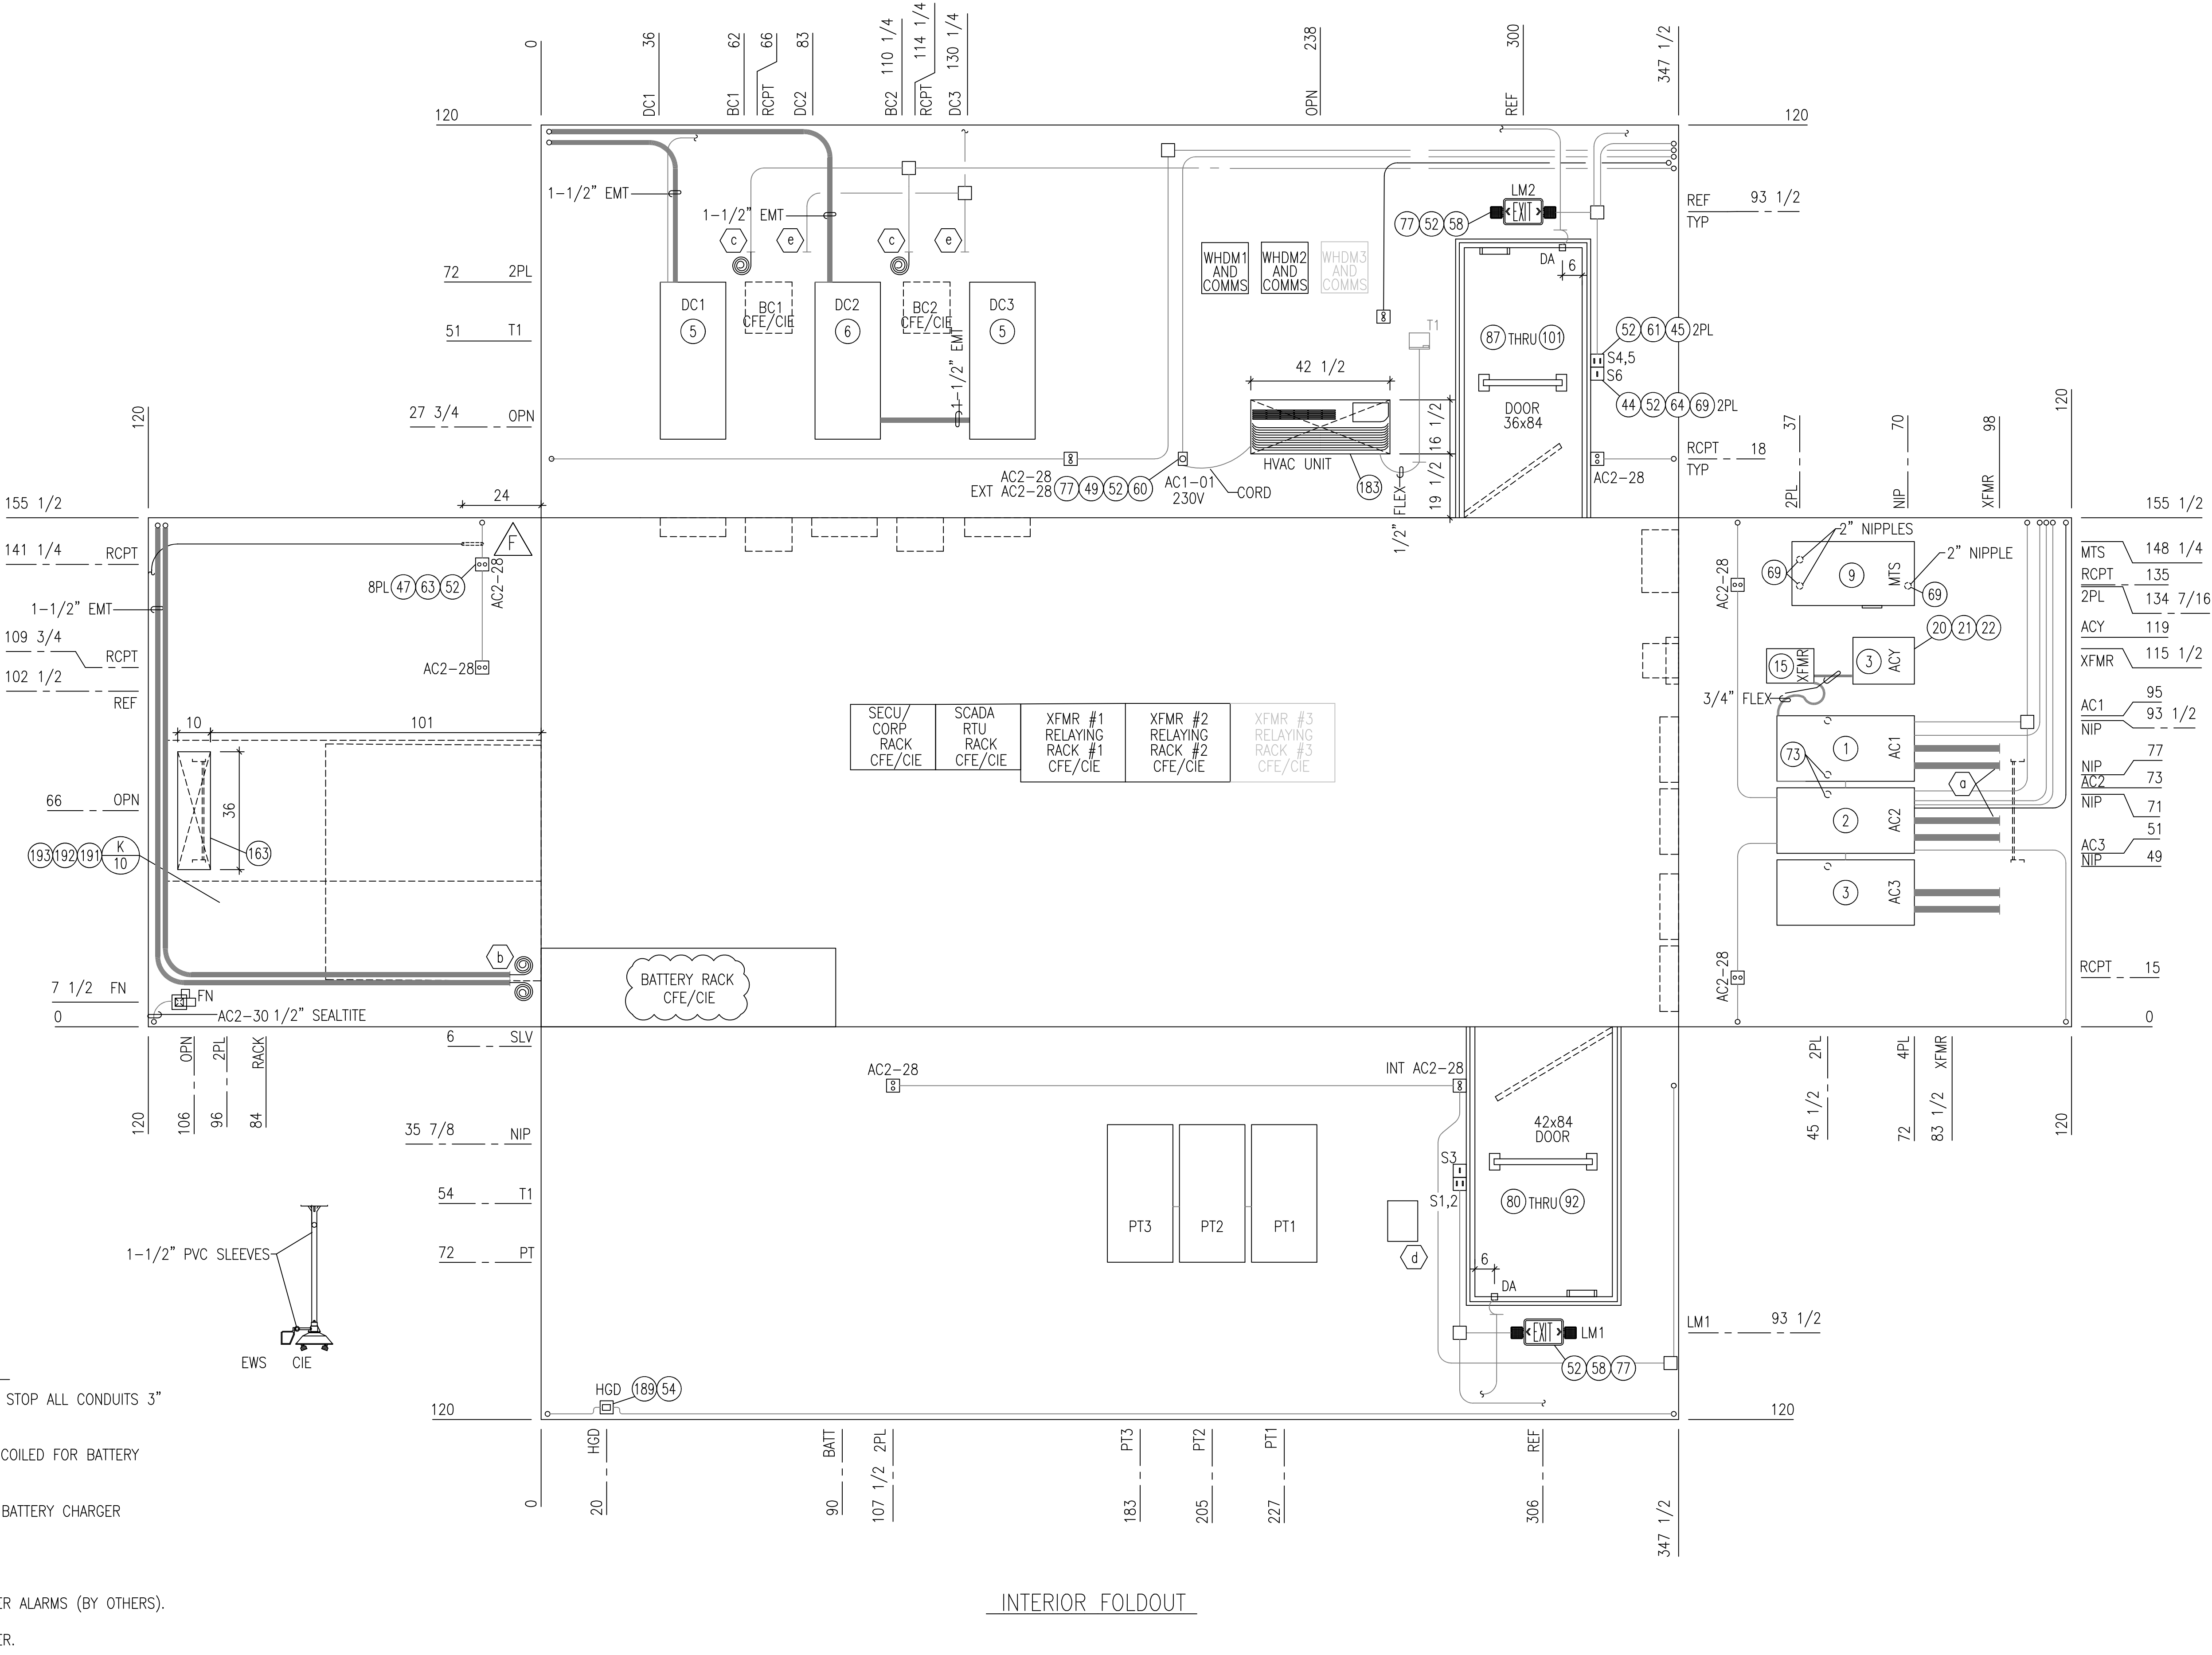 0
DC1 36
BC1 62
RCPT 66
DC2 83
BC2 110 1/4
RCPT 114 1/4
DC3 130 1/4
OPN 238
REF 300
347 1/2
120
120
1-1/2" EMT
1-1/2" EMT
c
e
c
e
LM2
EXIT
77 52 58
REF 93 1/2
TYP
72 2PL
51 T1
27 3/4 OPN
DC1
5
BC1
CFE/CIE
DC2
6
BC2
CFE/CIE
DC3
5
1-1/2" EMT
WHDM1
AND
COMMS
WHDM2
AND
COMMS
WHDM3
AND
COMMS
DA
6
T1
87 THRU 101
52 61 45 2PL
S4,5
S6
44 52 64 69 2PL
42 1/2
DOOR
36x84
16 1/2
19 1/2
HVAC UNIT
183
1/2" FLEX
AC2-28
EXT AC2-28
77 49 52 60
AC1-01
230V
CORD
AC2-28
RCPT 18
TYP
120
155 1/2
141 1/4 RCPT
1-1/2" EMT
109 3/4
RCPT
102 1/2
REF
66 OPN
193 192 191
K
10
7 1/2 FN
0
24
F
8PL 47 63 52
AC2-28
AC2-28
10
101
36
163
b
FN
AC2-30 1/2" SEALTITE
SECU/
CORP
RACK
CFE/CIE
SCADA
RTU
RACK
CFE/CIE
XFMR #1
RELAYING
RACK #1
CFE/CIE
XFMR #2
RELAYING
RACK #2
CFE/CIE
XFMR #3
RELAYING
RACK #3
CFE/CIE
BATTERY RACK
CFE/CIE
2PL 37
NIP 70
XFMR 98
120
2" NIPPLES
2" NIPPLE
69
9
MTS
69
AC2-28
20 21 22
15
XFMR
3
ACY
3/4" FLEX
1
AC1
73
a
2
AC2
3
AC3
AC2-28
155 1/2
MTS 148 1/4
RCPT 135
2PL 134 7/16
ACY 119
XFMR 115 1/2
95
AC1
93 1/2
NIP
77
NIP
AC2 73
NIP
71
51
AC3
NIP 49
RCPT 15
0
OPN 106
2PL 96
RACK 84
120
45 1/2 2PL
72 4PL
83 1/2 XFMR
120
6 SLV
35 7/8 NIP
54 T1
72 PT
120
AC2-28
INT AC2-28
42x84
DOOR
S3
S1,2
80 THRU 92
PT3
PT2
PT1
d
6
DA
EXIT
LM1
52 58 77
LM1 93 1/2
120
1-1/2" PVC SLEEVES
EWS CIE
HGD 189 54
0
HGD 20
BATT 90
107 1/2 2PL
PT3 183
PT2 205
PT1 227
REF 306
347 1/2
STOP ALL CONDUITS 3"
COILED FOR BATTERY
BATTERY CHARGER
ER ALARMS (BY OTHERS).
ER.
INTERIOR FOLDOUT